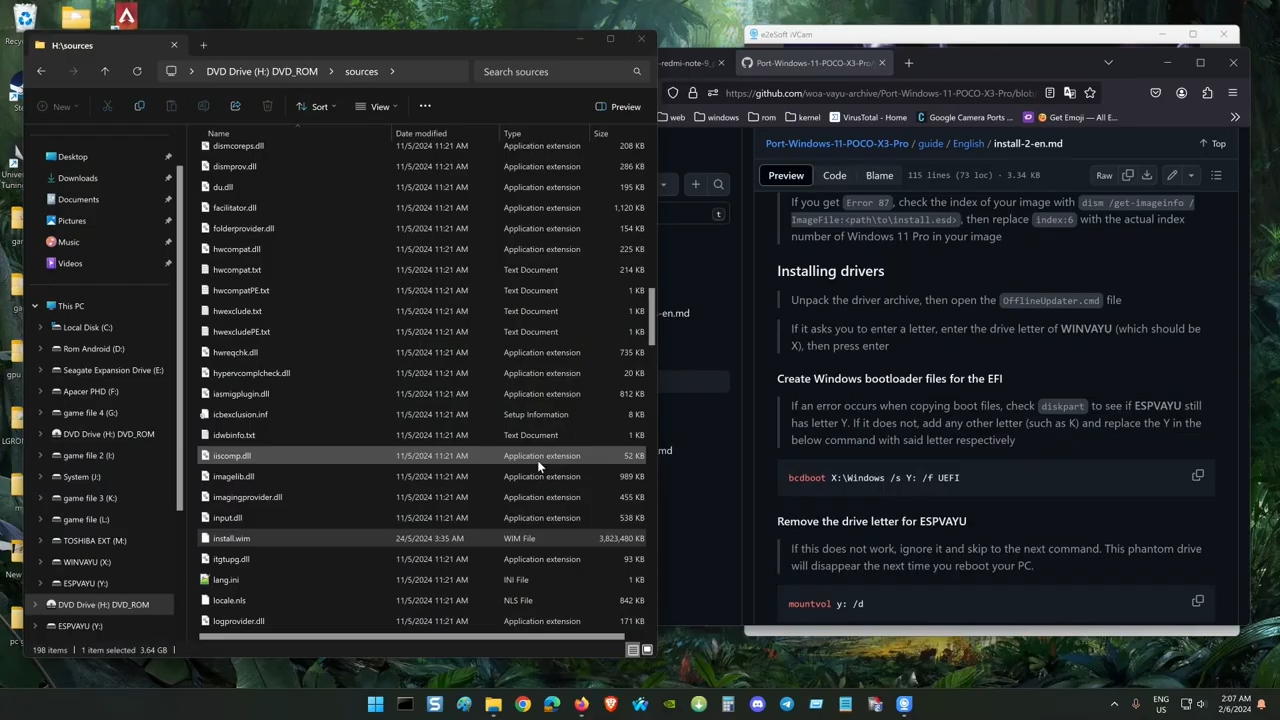 Recy
H:\sources
e2eSoft iVCam
-redmi-note-9_p
Port-Windows-11-POCO-X3-Pro/
DVD Drive (H:) DVD_ROM
sources
Search sources
https://github.com/woa-vayu-archive/Port-Windows-11-POCO-X3-Pro/blob
New
Sort
View
Preview
web
windows
rom
kernel
VirusTotal - Home
Google Camera Ports ...
Get Emoji — All E...
Name
Date modified
Type
Size
Port-Windows-11-POCO-X3-Pro / guide / English / install-2-en.md
Top
Preview
Code
Blame
115 lines (73 loc) · 3.34 KB
Raw
t
-en.md
md
If you get Error 87, check the index of your image with dism /get-imageinfo /
ImageFile:<path\to\install.esd>, then replace index:6 with the actual index
number of Windows 11 Pro in your image
Installing drivers
Unpack the driver archive, then open the OfflineUpdater.cmd file
If it asks you to enter a letter, enter the drive letter of WINVAYU (which should be
X), then press enter
Create Windows bootloader files for the EFI
If an error occurs when copying boot files, check diskpart to see if ESPVAYU still
has letter Y. If it does not, add any other letter (such as K) and replace the Y in the
below command with said letter respectively
bcdboot X:\Windows /s Y: /f UEFI
Remove the drive letter for ESPVAYU
If this does not work, ignore it and skip to the next command. This phantom drive
will disappear the next time you reboot your PC.
mountvol y: /d
Desktop
Downloads
Documents
Pictures
Music
Videos
This PC
Local Disk (C:)
Rom Android (D:)
Seagate Expansion Drive (E:)
Apacer PHD (F:)
game file 4 (G:)
DVD Drive (H:) DVD_ROM
game file 2 (I:)
System (J:)
game file 3 (K:)
game file (L:)
TOSHIBA EXT (M:)
WINVAYU (X:)
ESPVAYU (Y:)
DVD Drive (H:) DVD_ROM
ESPVAYU (Y:)
dismcoreps.dll 11/5/2024 11:21 AM Application extension 208 KB
dismprov.dll 11/5/2024 11:21 AM Application extension 286 KB
du.dll 11/5/2024 11:21 AM Application extension 195 KB
facilitator.dll 11/5/2024 11:21 AM Application extension 1,120 KB
folderprovider.dll 11/5/2024 11:21 AM Application extension 154 KB
hwcompat.dll 11/5/2024 11:21 AM Application extension 225 KB
hwcompat.txt 11/5/2024 11:21 AM Text Document 214 KB
hwcompatPE.txt 11/5/2024 11:21 AM Text Document 1 KB
hwexclude.txt 11/5/2024 11:21 AM Text Document 1 KB
hwexcludePE.txt 11/5/2024 11:21 AM Text Document 1 KB
hwreqchk.dll 11/5/2024 11:21 AM Application extension 735 KB
hypervcomplcheck.dll 11/5/2024 11:21 AM Application extension 20 KB
iasmigplugin.dll 11/5/2024 11:21 AM Application extension 812 KB
icbexclusion.inf 11/5/2024 11:21 AM Setup Information 8 KB
idwbinfo.txt 11/5/2024 11:21 AM Text Document 1 KB
iiscomp.dll 11/5/2024 11:21 AM Application extension 52 KB
imagelib.dll 11/5/2024 11:21 AM Application extension 989 KB
imagingprovider.dll 11/5/2024 11:21 AM Application extension 455 KB
input.dll 11/5/2024 11:21 AM Application extension 538 KB
install.wim 24/5/2024 3:35 AM WIM File 3,823,480 KB
itgtupg.dll 11/5/2024 11:21 AM Application extension 93 KB
lang.ini 11/5/2024 11:21 AM INI File 1 KB
locale.nls 11/5/2024 11:21 AM NLS File 842 KB
logprovider.dll 11/5/2024 11:21 AM Application extension 171 KB
198 items
1 item selected 3.64 GB
ENG
US
2:07 AM
2/6/2024